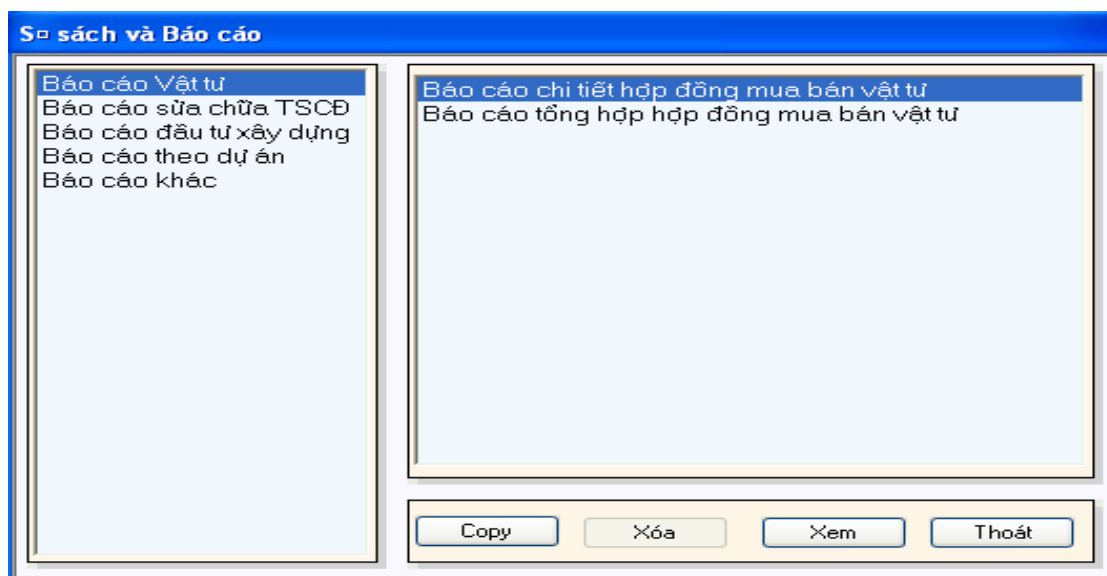 S¤ sách và Báo cáo
Báo cáo Vật tư
Báo cáo sửa chữa TSCĐ
Báo cáo đầu tư xây dựng
Báo cáo theo dự án
Báo cáo khác
Báo cáo chi tiết hợp đồng mua bán vật tư
Báo cáo tổng hợp hợp đồng mua bán vật tư
Copy
Xóa
Xem
Thoát